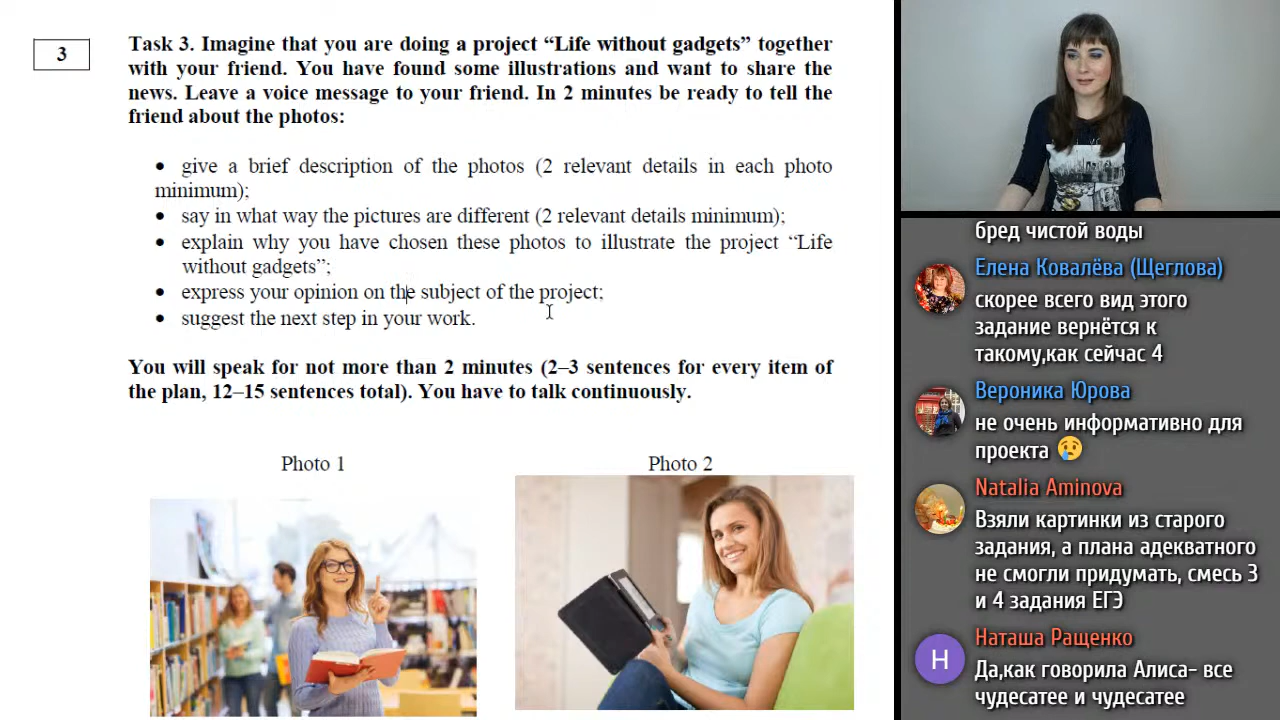 3
Task 3. Imagine that you are doing a project “Life without gadgets” together
with your friend. You have found some illustrations and want to share the
news. Leave a voice message to your friend. In 2 minutes be ready to tell the
friend about the photos:
• give a brief description of the photos (2 relevant details in each photo
minimum);
• say in what way the pictures are different (2 relevant details minimum);
• explain why you have chosen these photos to illustrate the project “Life
without gadgets”;
• express your opinion on the subject of the project;
• suggest the next step in your work.
You will speak for not more than 2 minutes (2–3 sentences for every item of
the plan, 12–15 sentences total). You have to talk continuously.
Photo 1
Photo 2
бред чистой воды
Елена Ковалёва (Щеглова)
скорее всего вид этого
задание вернётся к
такому,как сейчас 4
Вероника Юрова
не очень информативно для
проекта 😢
Natalia Aminova
Взяли картинки из старого
задания, а плана адекватного
не смогли придумать, смесь 3
и 4 задания ЕГЭ
Н
Наташа Ращенко
Да,как говорила Алиса- все
чудесатее и чудесатее